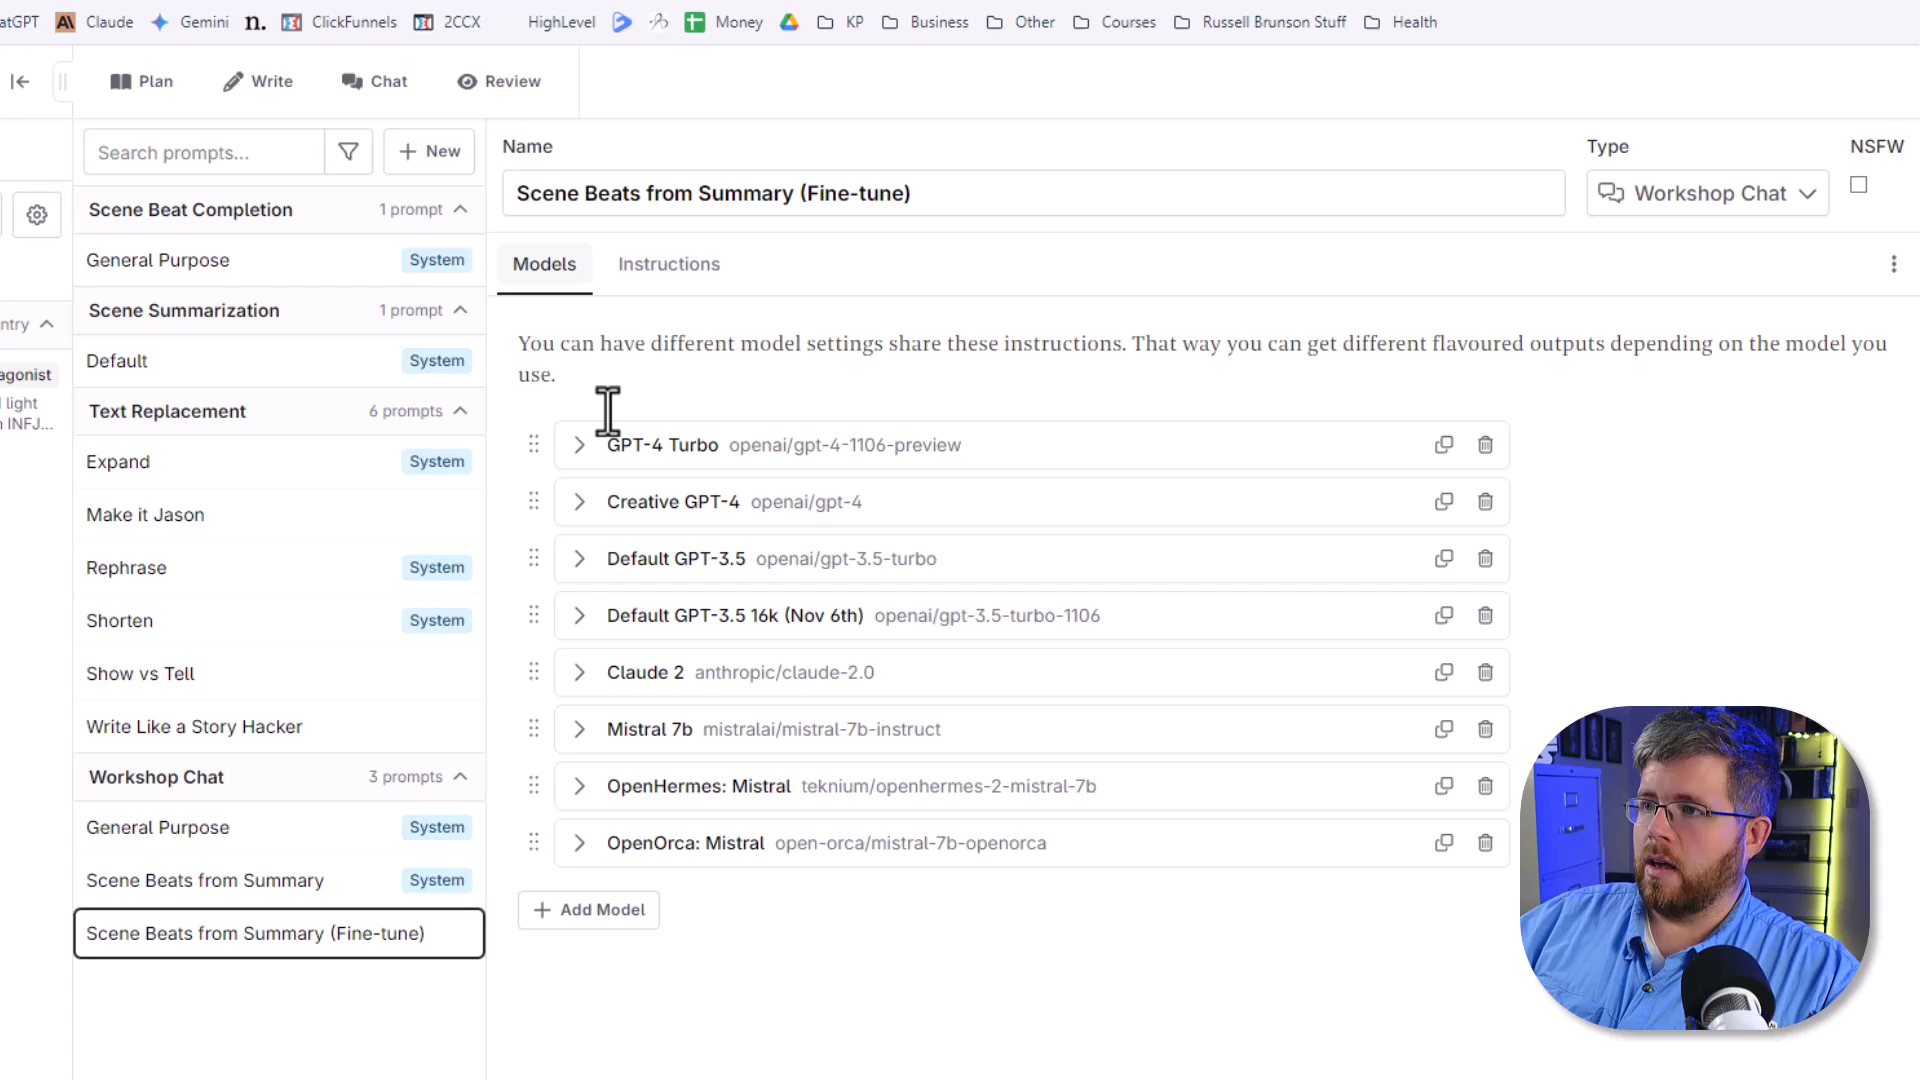 atGPT Claude Gemini n. ClickFunnels 2CCX HighLevel Money KP Business Other Courses Russell Brunson Stuff Health
Plan Write Chat Review
Search prompts... New
Name
Type
NSFW
Scene Beats from Summary (Fine-tune)
Workshop Chat
Scene Beat Completion 1 prompt
General Purpose System
Scene Summarization 1 prompt
Default System
Text Replacement 6 prompts
Expand System
Make it Jason
Rephrase System
Shorten System
Show vs Tell
Write Like a Story Hacker
Workshop Chat 3 prompts
General Purpose System
Scene Beats from Summary System
Scene Beats from Summary (Fine-tune)
ntry
agonist
light
n INFJ...
Models Instructions
You can have different model settings share these instructions. That way you can get different flavoured outputs depending on the model you
use.
GPT-4 Turbo openai/gpt-4-1106-preview
Creative GPT-4 openai/gpt-4
Default GPT-3.5 openai/gpt-3.5-turbo
Default GPT-3.5 16k (Nov 6th) openai/gpt-3.5-turbo-1106
Claude 2 anthropic/claude-2.0
Mistral 7b mistralai/mistral-7b-instruct
OpenHermes: Mistral teknium/openhermes-2-mistral-7b
OpenOrca: Mistral open-orca/mistral-7b-openorca
Add Model